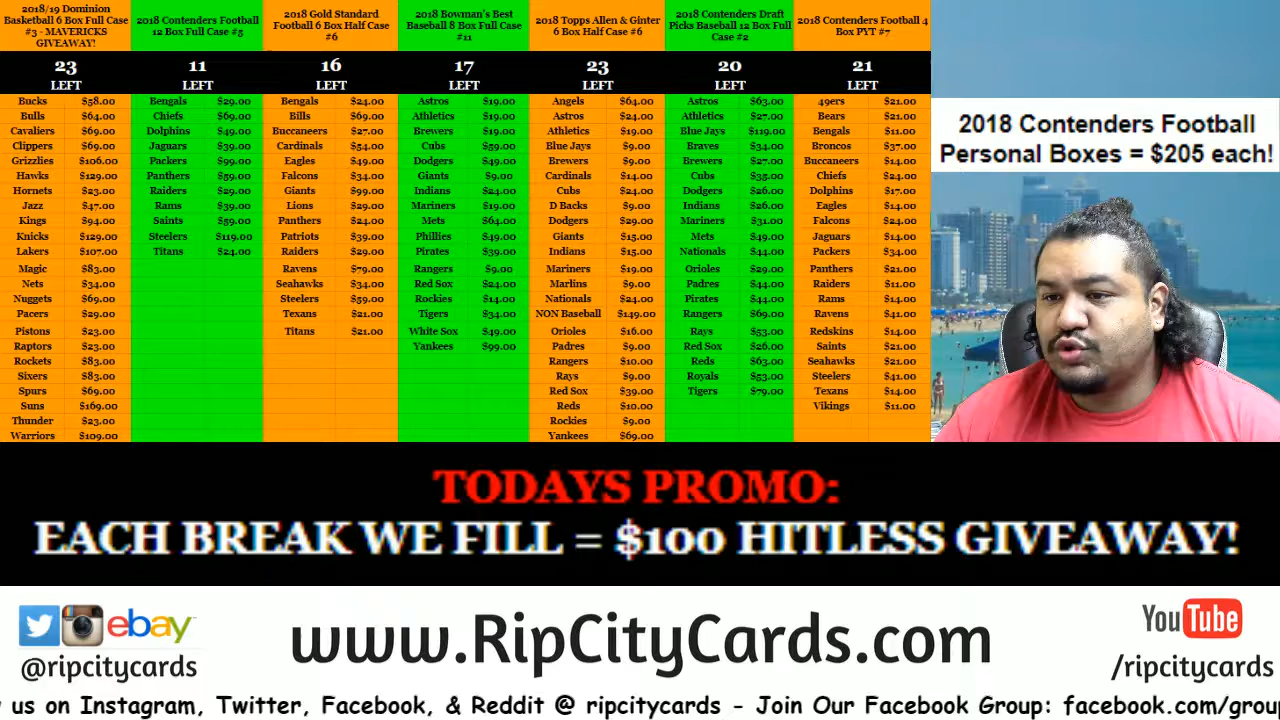 2018/19 Dominion
Basketball 6 Box Full Case
#3 - MAVERICKS
GIVEAWAY!
23
LEFT
Bucks $58.00
Bulls $64.00
Cavaliers $69.00
Clippers $69.00
Grizzlies $106.00
Hawks $129.00
Hornets $23.00
Jazz $47.00
Kings $94.00
Knicks $129.00
Lakers $107.00
Magic $83.00
Nets $34.00
Nuggets $69.00
Pacers $29.00
Pistons $23.00
Raptors $23.00
Rockets $83.00
Sixers $83.00
Spurs $69.00
Suns $169.00
Thunder $23.00
Warriors $109.00
2018 Contenders Football
12 Box Full Case #5
11
LEFT
Bengals $29.00
Chiefs $69.00
Dolphins $49.00
Jaguars $39.00
Packers $99.00
Panthers $59.00
Raiders $29.00
Rams $39.00
Saints $59.00
Steelers $119.00
Titans $24.00
2018 Gold Standard
Football 6 Box Half Case
#6
16
LEFT
Bengals $24.00
Bills $69.00
Buccaneers $27.00
Cardinals $54.00
Eagles $49.00
Falcons $34.00
Giants $99.00
Lions $29.00
Panthers $24.00
Patriots $39.00
Raiders $29.00
Ravens $79.00
Seahawks $34.00
Steelers $59.00
Texans $21.00
Titans $21.00
2018 Bowman's Best
Baseball 8 Box Full Case
#11
17
LEFT
Astros $19.00
Athletics $19.00
Brewers $19.00
Cubs $59.00
Dodgers $49.00
Giants $9.00
Indians $24.00
Mariners $19.00
Mets $64.00
Phillies $49.00
Pirates $39.00
Rangers $9.00
Red Sox $24.00
Rockies $14.00
Tigers $34.00
White Sox $49.00
Yankees $99.00
2018 Topps Allen & Ginter
6 Box Half Case #6
23
LEFT
Angels $64.00
Astros $24.00
Athletics $19.00
Blue Jays $9.00
Brewers $9.00
Cardinals $14.00
Cubs $24.00
D Backs $9.00
Dodgers $29.00
Giants $15.00
Indians $15.00
Mariners $19.00
Marlins $9.00
Nationals $24.00
NON Baseball $149.00
Orioles $16.00
Padres $9.00
Rangers $10.00
Rays $9.00
Red Sox $39.00
Reds $10.00
Rockies $9.00
Yankees $69.00
2018 Contenders Draft
Picks Baseball 12 Box Full
Case #2
20
LEFT
Astros $63.00
Athletics $27.00
Blue Jays $119.00
Braves $34.00
Brewers $27.00
Cubs $35.00
Dodgers $26.00
Indians $26.00
Mariners $31.00
Mets $49.00
Nationals $44.00
Orioles $29.00
Padres $44.00
Pirates $44.00
Rangers $69.00
Rays $53.00
Red Sox $26.00
Reds $63.00
Royals $53.00
Tigers $79.00
2018 Contenders Football 4
Box PYT #7
21
LEFT
49ers $21.00
Bears $21.00
Bengals $11.00
Broncos $37.00
Buccaneers $14.00
Chiefs $24.00
Dolphins $17.00
Eagles $14.00
Falcons $24.00
Jaguars $14.00
Packers $34.00
Panthers $21.00
Raiders $11.00
Rams $14.00
Ravens $41.00
Redskins $14.00
Saints $21.00
Seahawks $21.00
Steelers $41.00
Texans $14.00
Vikings $11.00
2018 Contenders Football
Personal Boxes = $205 each!
TODAYS PROMO:
EACH BREAK WE FILL = $100 HITLESS GIVEAWAY!
ebay
@ripcitycards
www.RipCityCards.com
YouTube
/ripcitycards
us on Instagram, Twitter, Facebook, & Reddit @ ripcitycards - Join Our Facebook Group: facebook.com/group